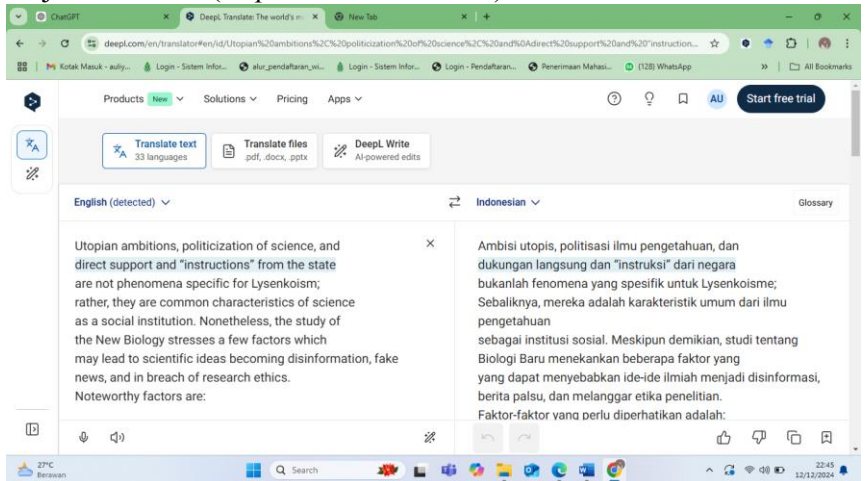 ChatGPT
DeepL Translate: The world's m
New Tab
deepl.com/en/translator#en/id/Utopian%20ambitions%2C%20politicization%20of%20science%2C%20and%0Adirect%20support%20and%20"instruction...
Kotak Masuk - auliy...
Login - Sistem Infor...
alur_pendaftaran_wi...
Login - Sistem Infor...
Login - Pendaftaran...
Penerimaan Mahasi...
(128) WhatsApp
All Bookmarks
Products New
Solutions
Pricing
Apps
AU
Start free trial
Translate text
33 languages
Translate files
.pdf, .docx, .pptx
DeepL Write
AI-powered edits
English (detected)
Indonesian
Glossary
Utopian ambitions, politicization of science, and
direct support and “instructions” from the state
are not phenomena specific for Lysenkoism;
rather, they are common characteristics of science
as a social institution. Nonetheless, the study of
the New Biology stresses a few factors which
may lead to scientific ideas becoming disinformation, fake
news, and in breach of research ethics.
Noteworthy factors are:
Ambisi utopis, politisasi ilmu pengetahuan, dan
dukungan langsung dan “instruksi” dari negara
bukanlah fenomena yang spesifik untuk Lysenkoisme;
Sebaliknya, mereka adalah karakteristik umum dari ilmu
pengetahuan
sebagai institusi sosial. Meskipun demikian, studi tentang
Biologi Baru menekankan beberapa faktor yang
yang dapat menyebabkan ide-ide ilmiah menjadi disinformasi,
berita palsu, dan melanggar etika penelitian.
Faktor-faktor yang perlu diperhatikan adalah:
27°C
Berawan
Search
22:45
12/12/2024